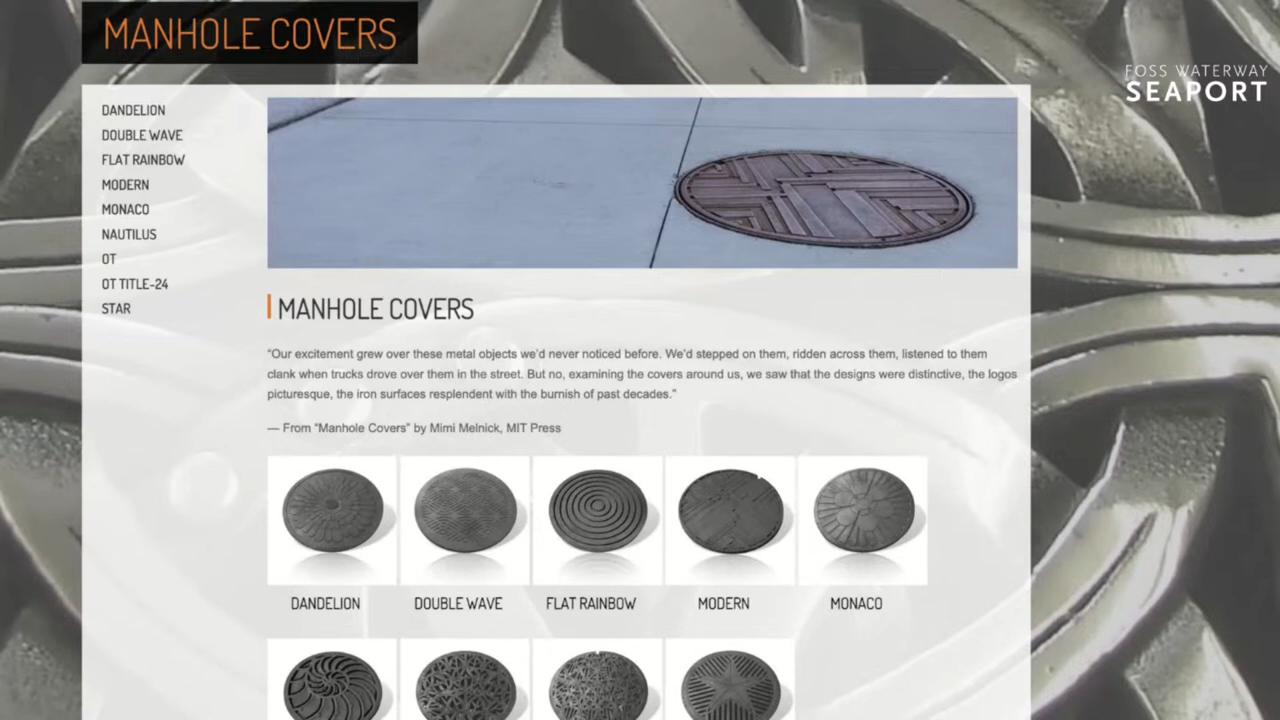 MANHOLE COVERS
FOSS WATERWAY
SEAPORT
DANDELION
DOUBLE WAVE
FLAT RAINBOW
MODERN
MONACO
NAUTILUS
OT
OT TITLE-24
STAR
MANHOLE COVERS
“Our excitement grew over these metal objects we’d never noticed before. We’d stepped on them, ridden across them, listened to them
clank when trucks drove over them in the street. But no, examining the covers around us, we saw that the designs were distinctive, the logos
picturesque, the iron surfaces resplendent with the burnish of past decades.”
— From “Manhole Covers” by Mimi Melnick, MIT Press
DANDELION
DOUBLE WAVE
FLAT RAINBOW
MODERN
MONACO